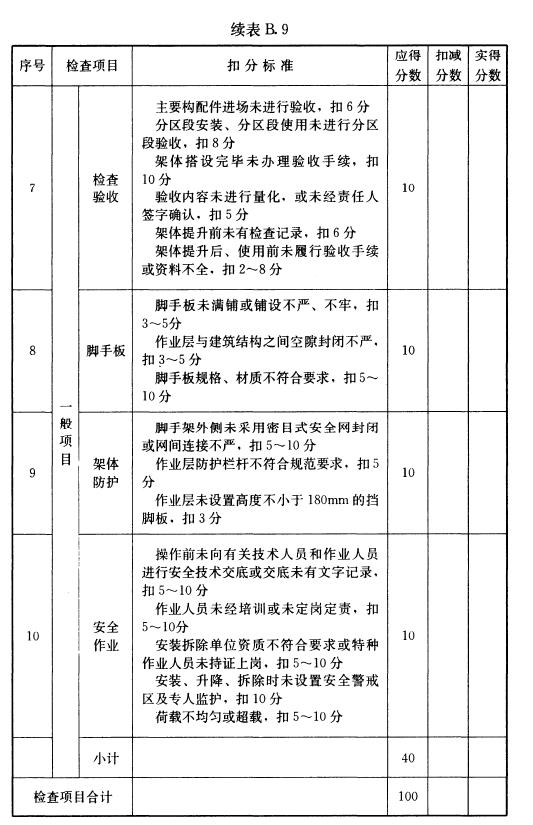 续表 B.9
序号 检查项目 扣分标准 应得分数 扣减分数 实得分数
一般项目
7 检查验收 10
主要构配件进场未进行验收，扣 6 分
分区段安装、分区段使用未进行分区
段验收，扣 8 分
架体搭设完毕未办理验收手续，扣
10 分
验收内容未进行量化，或未经责任人
签字确认，扣 5 分
架体提升前未有检查记录，扣 6 分
架体提升后、使用前未履行验收手续
或资料不全，扣 2～8 分
8 脚手板 10
脚手板未满铺或铺设不严、不牢，扣
3～5分
作业层与建筑结构之间空隙封闭不严，
扣 3～5 分
脚手板规格、材质不符合要求，扣 5～
10 分
9 架体防护 10
脚手架外侧未采用密目式安全网封闭
或网间连接不严，扣 5～10 分
作业层防护栏杆不符合规范要求，扣 5
分
作业层未设置高度不小于 180mm 的挡
脚板，扣 3 分
10 安全作业 10
操作前未向有关技术人员和作业人员
进行安全技术交底或交底未有文字记录，
扣 5～10 分
作业人员未经培训或未定岗定责，扣
5～10分
安装拆除单位资质不符合要求或特种
作业人员未持证上岗，扣 5～10 分
安装、升降、拆除时未设置安全警戒
区及专人监护，扣 10 分
荷载不均匀或超载，扣 5～10 分
小计 40
检查项目合计 100